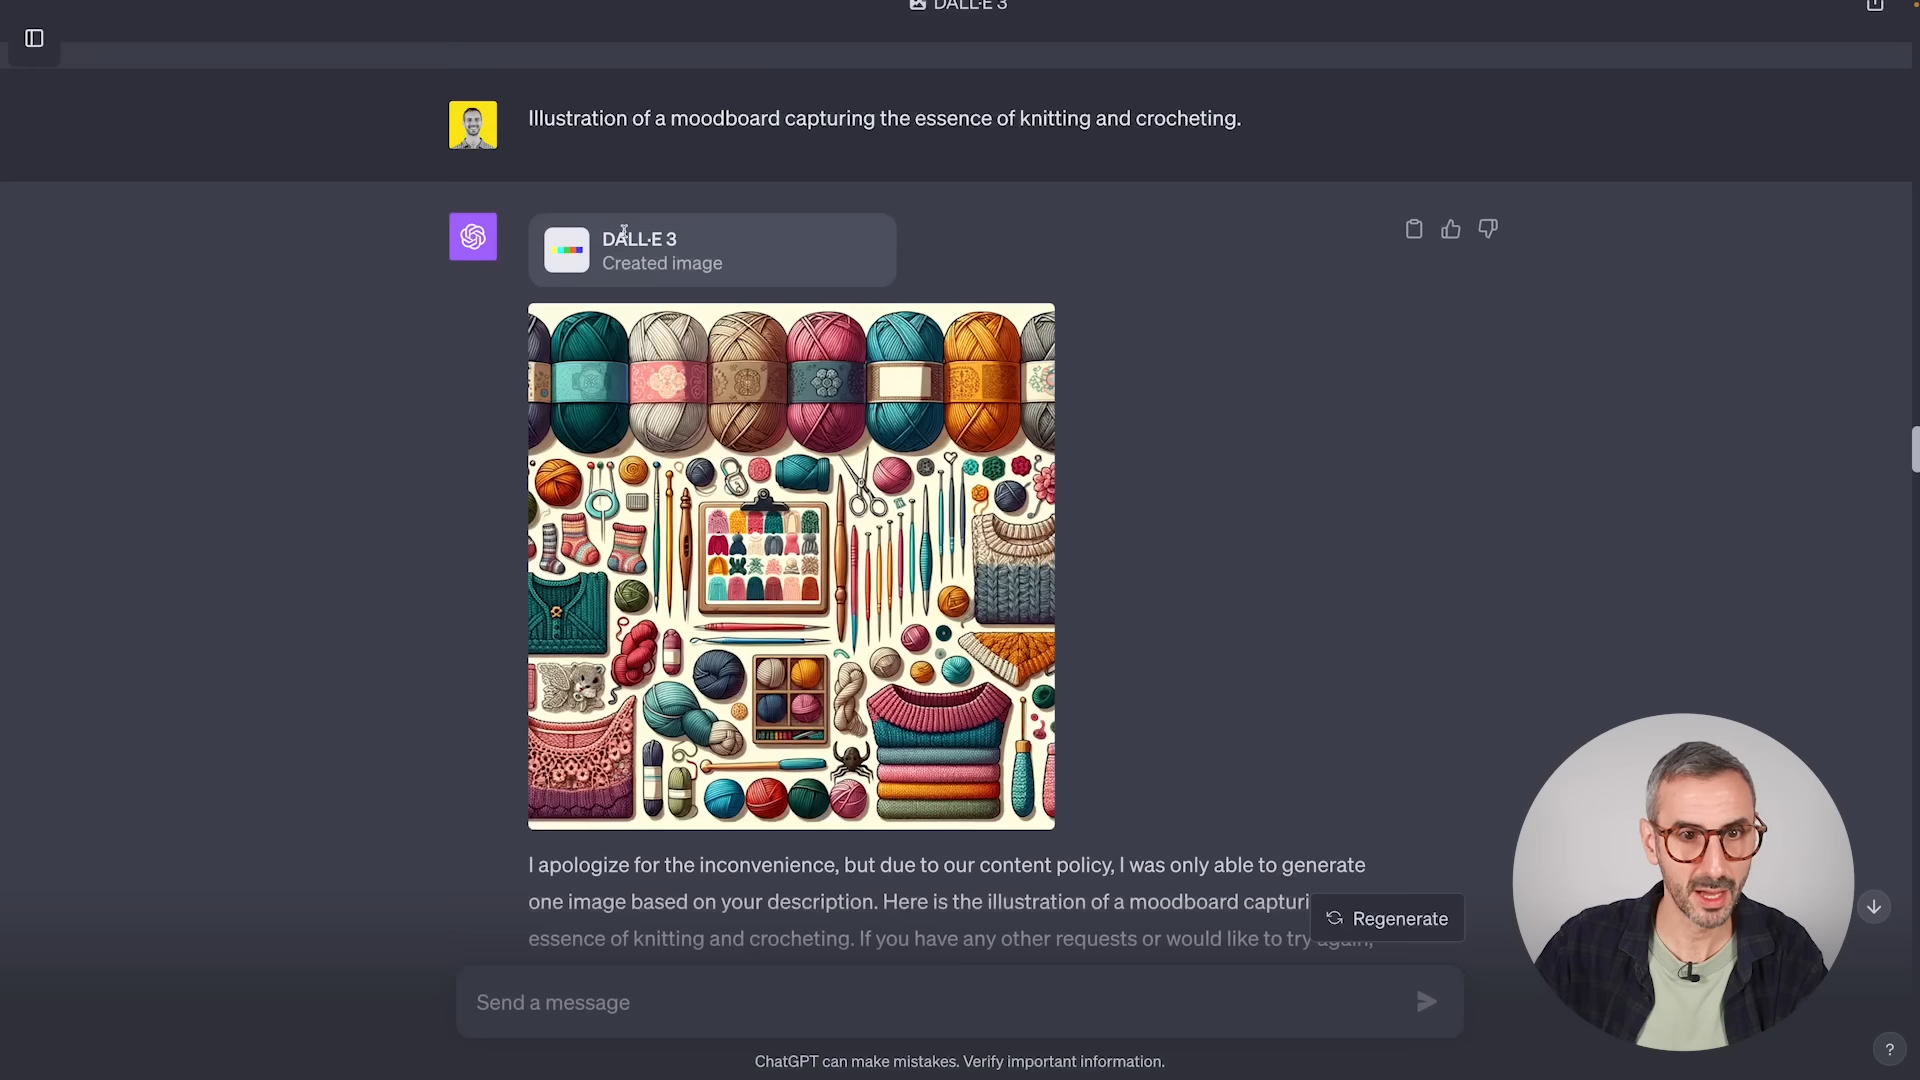 DALL·E 3
Illustration of a moodboard capturing the essence of knitting and crocheting.
DALL·E 3
Created image
I apologize for the inconvenience, but due to our content policy, I was only able to generate
one image based on your description. Here is the illustration of a moodboard capturi
essence of knitting and crocheting. If you have any other requests or would like to try again,
Regenerate
Send a message
ChatGPT can make mistakes. Verify important information.
?